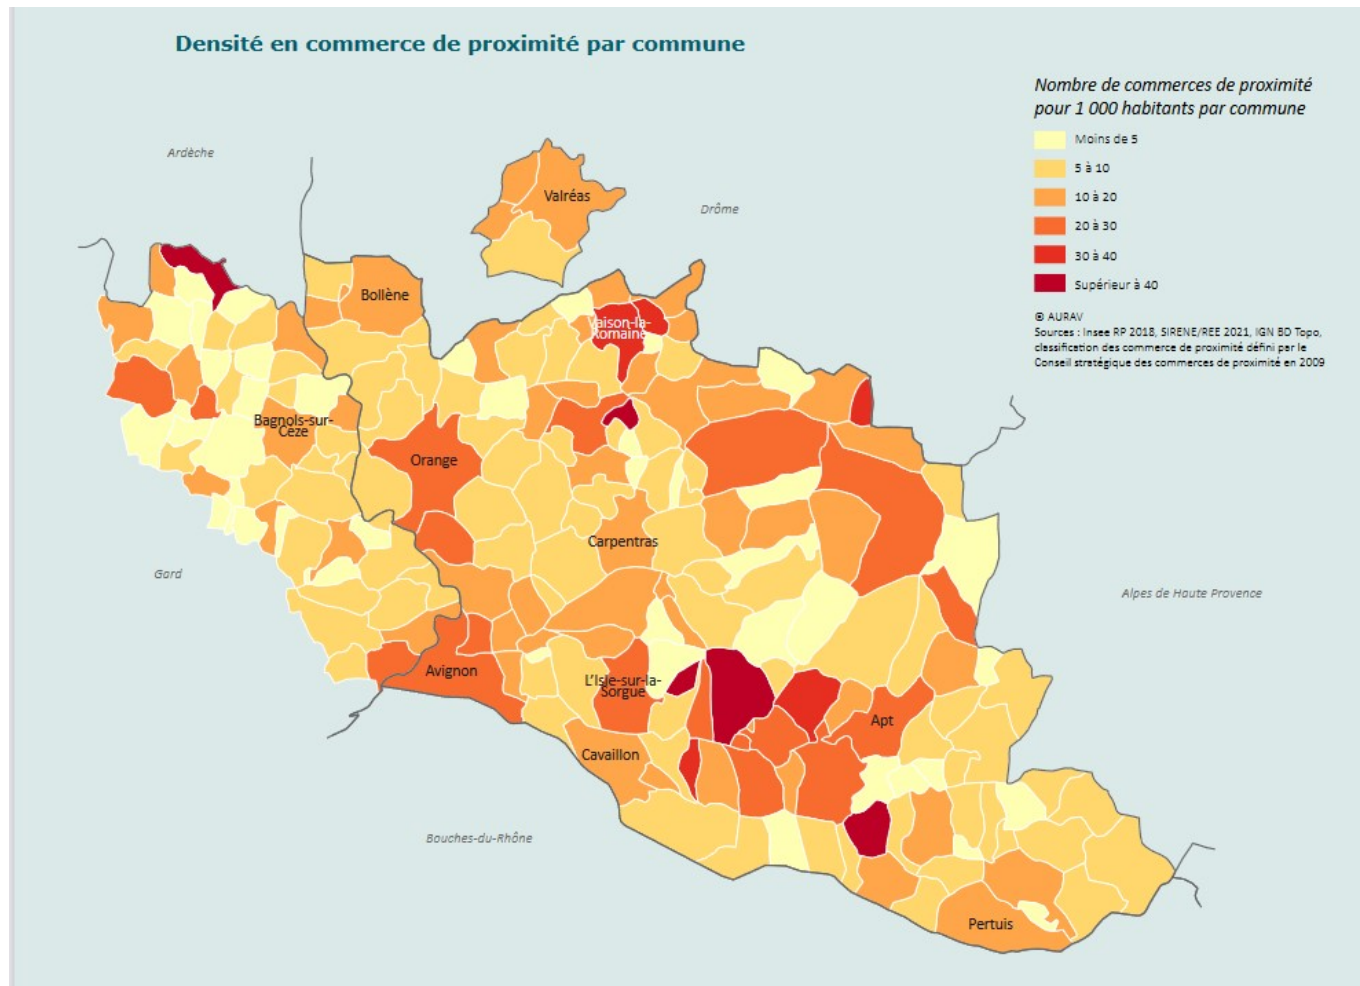 Densité en commerce de proximité par commune
Nombre de commerces de proximité
pour 1 000 habitants par commune
Moins de 5
5 à 10
10 à 20
20 à 30
30 à 40
Supérieur à 40
© AURAV
Sources : Insee RP 2018, SIRENE/REE 2021, IGN BD Topo,
classification des commerce de proximité défini par le
Conseil stratégique des commerces de proximité en 2009
Ardèche
Valréas
Drôme
Bollène
Vaison-la-
Romaine
Bagnols-sur-
Cèze
Orange
Carpentras
Gard
Alpes de Haute Provence
Avignon
L'Isle-sur-la-
Sorgue
Apt
Cavaillon
Bouches-du-Rhône
Pertuis